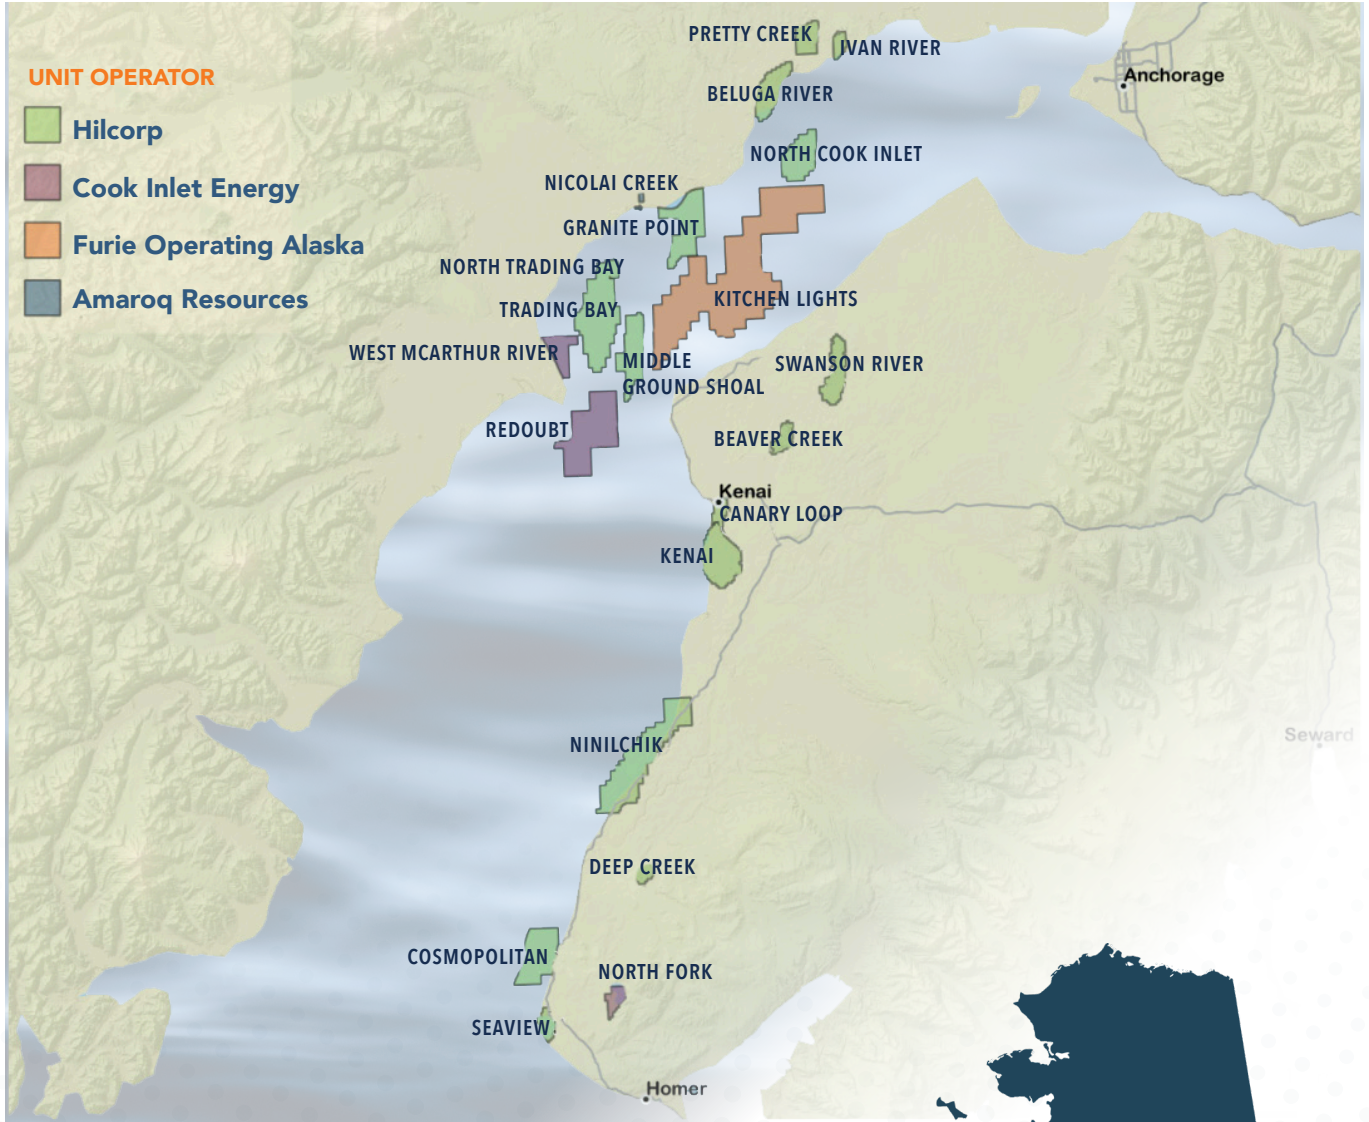 PRETTY CREEK
IVAN RIVER
UNIT OPERATOR
Anchorage
BELUGA RIVER
Hilcorp
NORTH COOK INLET
Cook Inlet Energy
NICOLAI CREEK
GRANITE POINT
Furie Operating Alaska
NORTH TRADING BAY
Amaroq Resources
KITCHEN LIGHTS
TRADING BAY
WEST MCARTHUR RIVER
MIDDLE
GROUND SHOAL
SWANSON RIVER
REDOUBT
BEAVER CREEK
Kenai
CANARY LOOP
KENAI
Seward
NINILCHIK
DEEP CREEK
COSMOPOLITAN
NORTH FORK
SEAVIEW
Homer